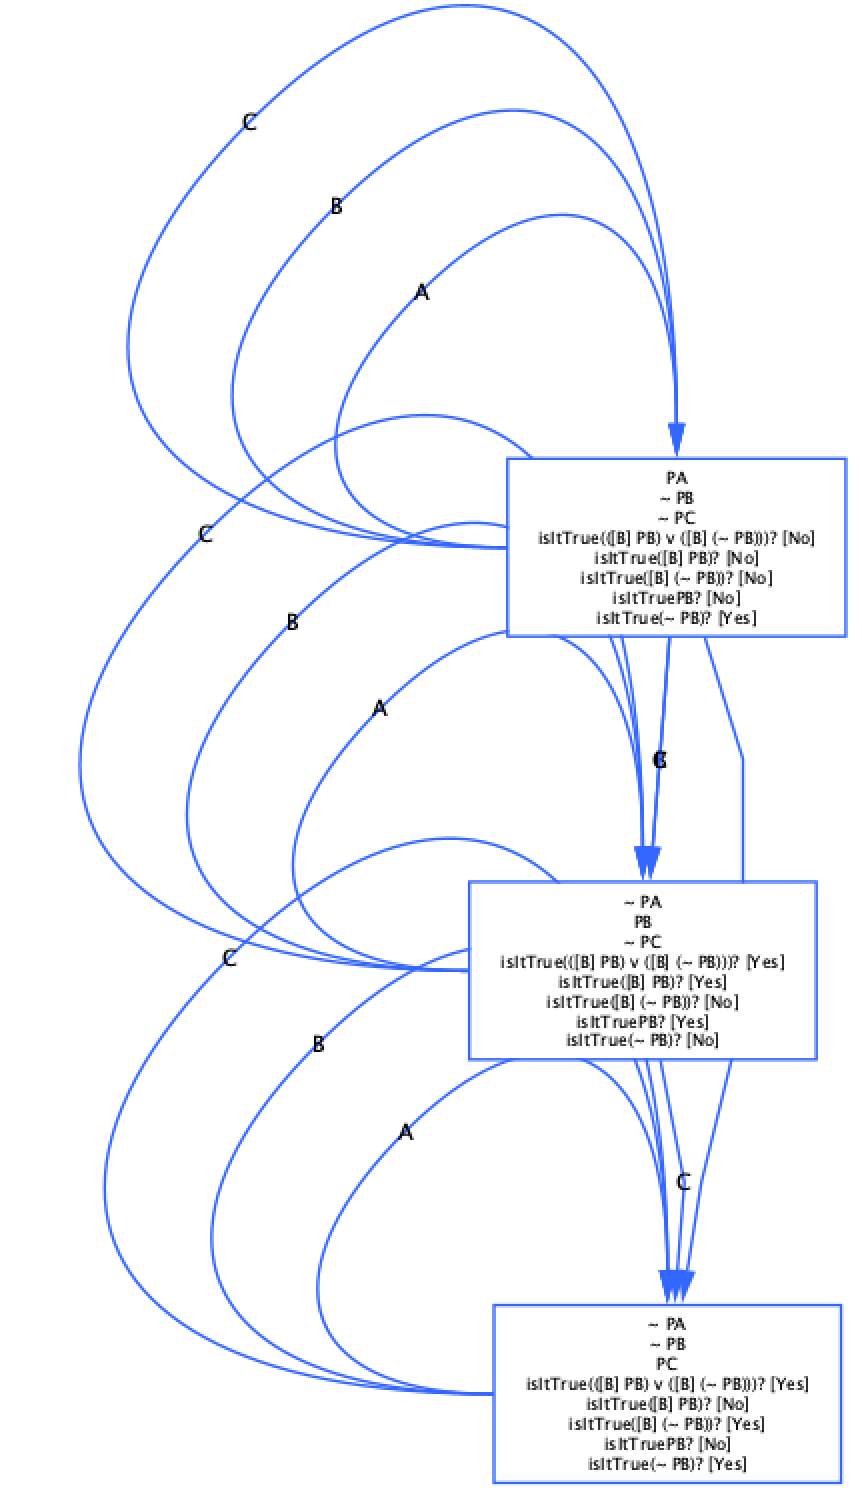 C
B
A
PA
~ PB
~ PC
isItTrue(([B] PB) v ([B] (~ PB)))? [No]
isItTrue([B] PB)? [No]
isItTrue([B] (~ PB))? [No]
isItTruePB? [No]
isItTrue(~ PB)? [Yes]
C
B
A
C
~ PA
PB
~ PC
isItTrue(([B] PB) v ([B] (~ PB)))? [Yes]
isItTrue([B] PB)? [Yes]
isItTrue([B] (~ PB))? [No]
isItTruePB? [Yes]
isItTrue(~ PB)? [No]
C
B
A
C
~ PA
~ PB
PC
isItTrue(([B] PB) v ([B] (~ PB)))? [Yes]
isItTrue([B] PB)? [No]
isItTrue([B] (~ PB))? [Yes]
isItTruePB? [No]
isItTrue(~ PB)? [Yes]